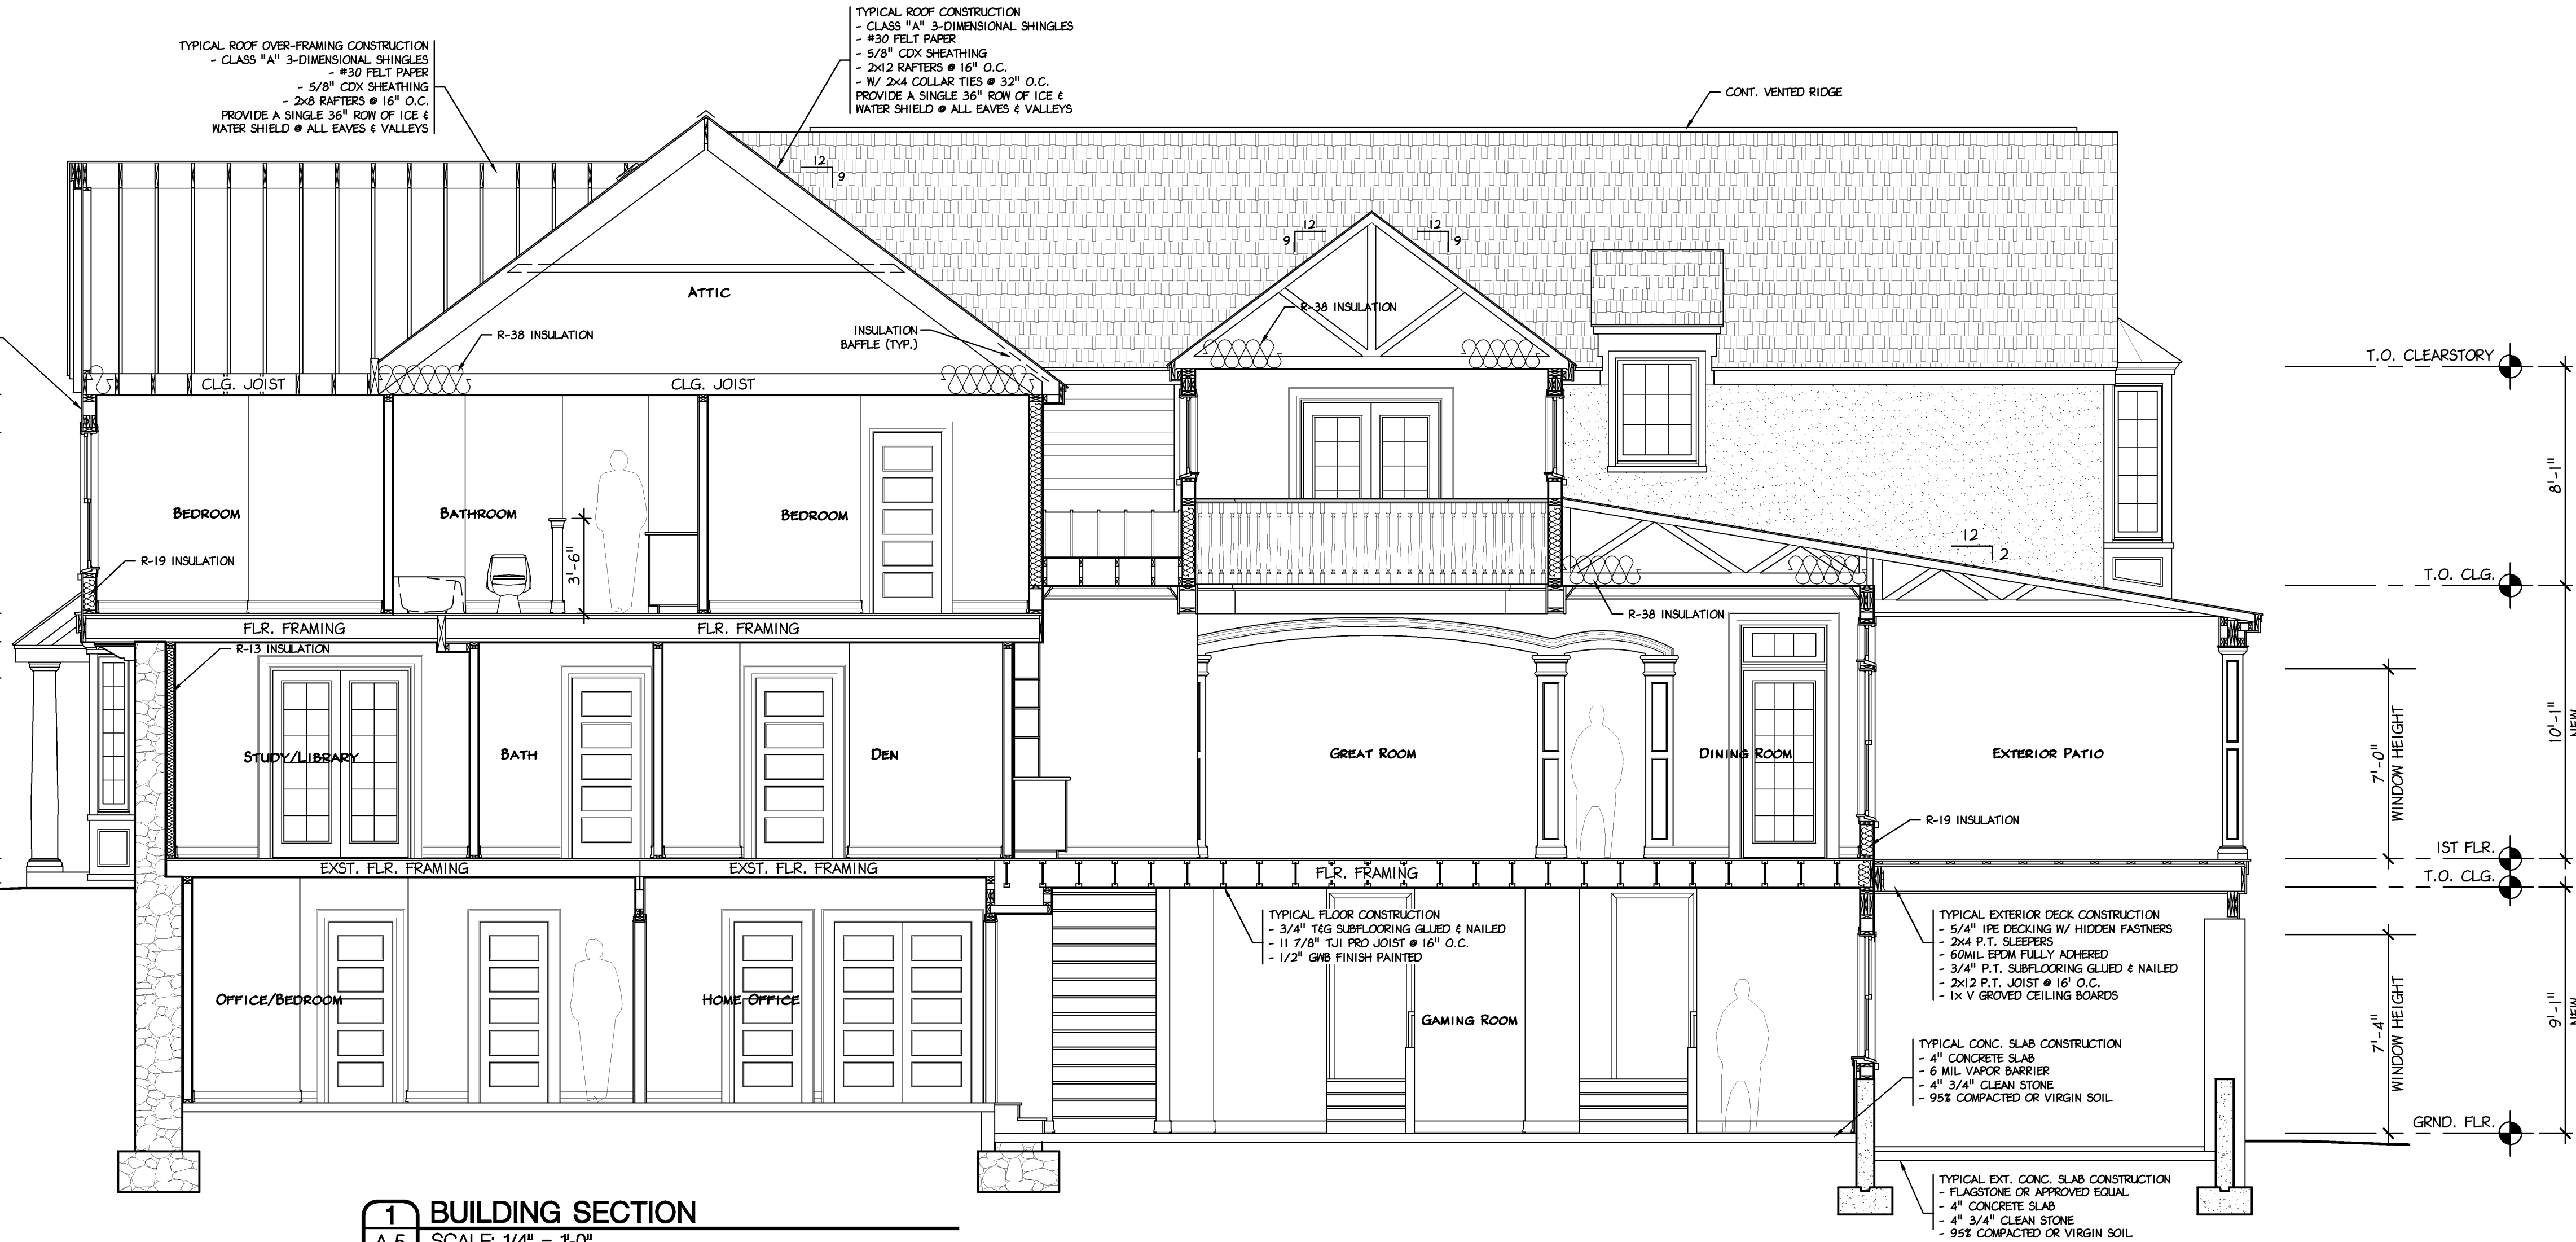 TYPICAL ROOF OVER-FRAMING CONSTRUCTION
- CLASS "A" 3-DIMENSIONAL SHINGLES
- #30 FELT PAPER
- 5/8" CDX SHEATHING
- 2x8 RAFTERS @ 16" O.C.
PROVIDE A SINGLE 36" ROW OF ICE &
WATER SHIELD @ ALL EAVES & VALLEYS
TYPICAL ROOF CONSTRUCTION
- CLASS "A" 3-DIMENSIONAL SHINGLES
- #30 FELT PAPER
- 5/8" CDX SHEATHING
- 2x12 RAFTERS @ 16" O.C.
- W/ 2x4 COLLAR TIES @ 32" O.C.
PROVIDE A SINGLE 36" ROW OF ICE &
WATER SHIELD @ ALL EAVES & VALLEYS
CONT. VENTED RIDGE
12
9
12
9
12
9
ATTIC
R-38 INSULATION
INSULATION
BAFFLE (TYP.)
R-38 INSULATION
CLG. JOIST
CLG. JOIST
T.O. CLEARSTORY
8'-1"
BEDROOM
BATHROOM
BEDROOM
3'-6"
R-19 INSULATION
12
2
T.O. CLG.
R-38 INSULATION
FLR. FRAMING
FLR. FRAMING
R-13 INSULATION
STUDY/LIBRARY
BATH
DEN
GREAT ROOM
DINING ROOM
EXTERIOR PATIO
7'-0"
WINDOW HEIGHT
10'-1"
NEW
R-19 INSULATION
1ST FLR.
EXST. FLR. FRAMING
EXST. FLR. FRAMING
FLR. FRAMING
T.O. CLG.
TYPICAL FLOOR CONSTRUCTION
- 3/4" T&G SUBFLOORING GLUED & NAILED
- 11 7/8" TJI PRO JOIST @ 16" O.C.
- 1/2" GWB FINISH PAINTED
TYPICAL EXTERIOR DECK CONSTRUCTION
- 5/4" IPE DECKING W/ HIDDEN FASTNERS
- 2x4 P.T. SLEEPERS
- 60MIL EPDM FULLY ADHERED
- 3/4" P.T. SUBFLOORING GLUED & NAILED
- 2x12 P.T. JOIST @ 16' O.C.
- 1x V GROVED CEILING BOARDS
OFFICE/BEDROOM
HOME OFFICE
GAMING ROOM
7'-4"
WINDOW HEIGHT
9'-1"
NEW
TYPICAL CONC. SLAB CONSTRUCTION
- 4" CONCRETE SLAB
- 6 MIL VAPOR BARRIER
- 4" 3/4" CLEAN STONE
- 95% COMPACTED OR VIRGIN SOIL
GRND. FLR.
TYPICAL EXT. CONC. SLAB CONSTRUCTION
- FLAGSTONE OR APPROVED EQUAL
- 4" CONCRETE SLAB
- 4" 3/4" CLEAN STONE
- 95% COMPACTED OR VIRGIN SOIL
1 BUILDING SECTION
A-5 SCALE: 1/4" = 1'-0"